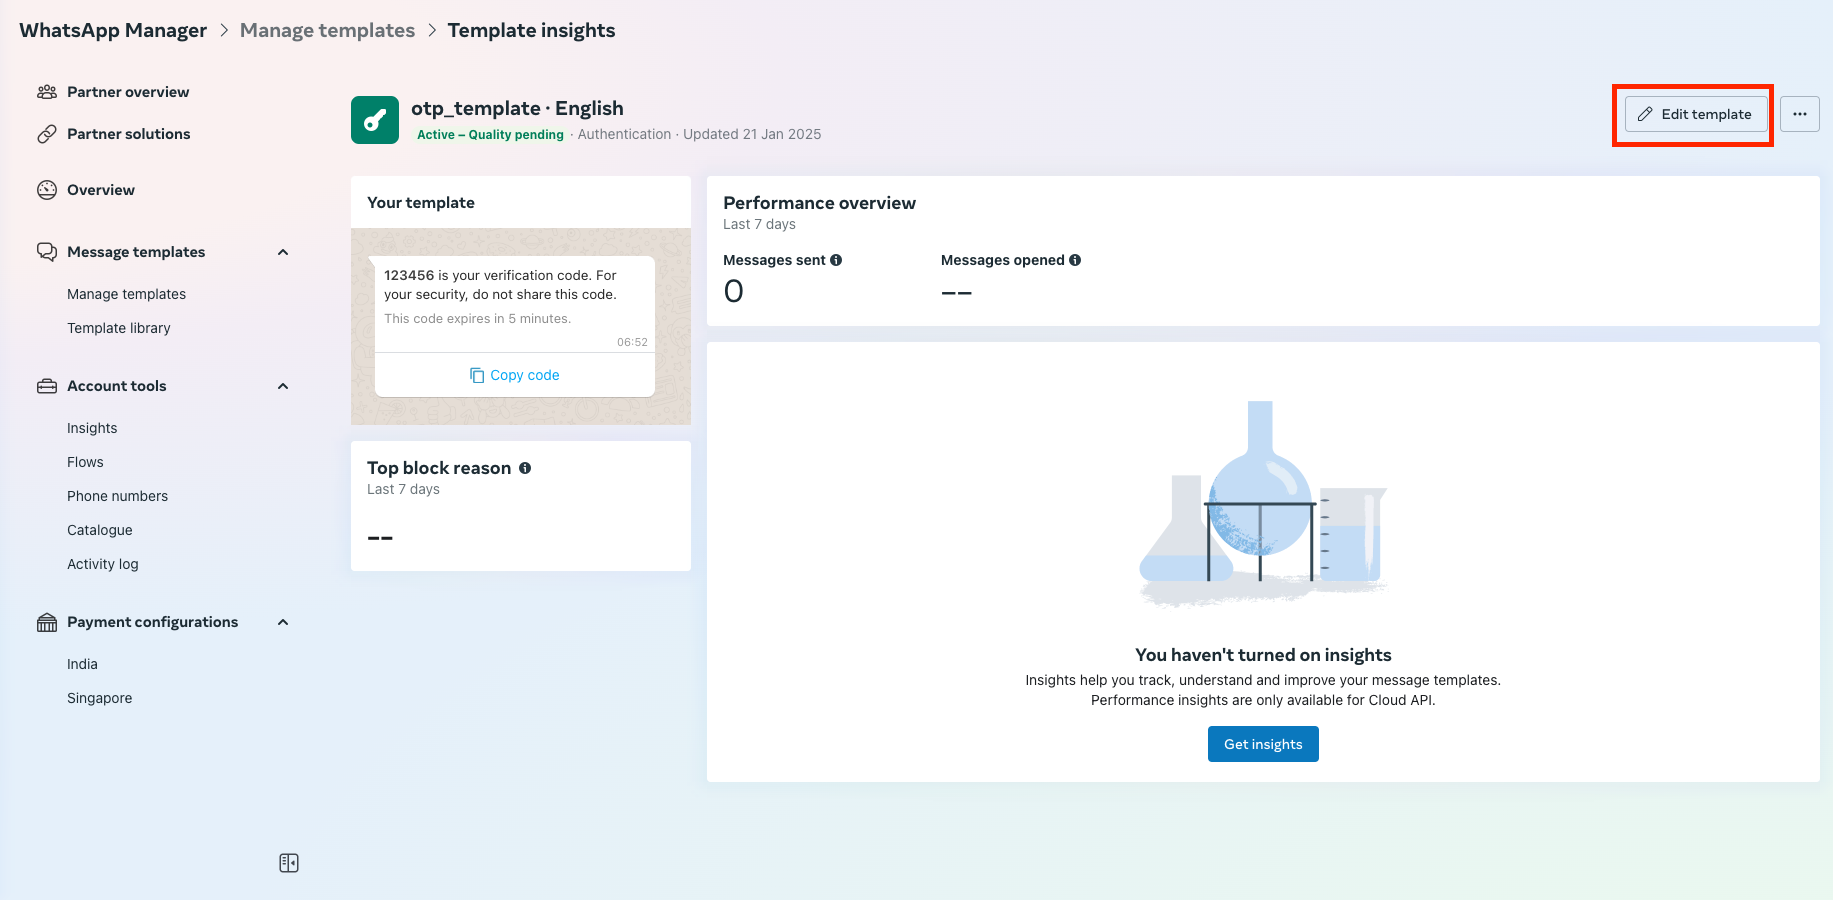 WhatsApp Manager > Manage templates > Template insights
Partner overview
Partner solutions
Overview
Message templates
Manage templates
Template library
Account tools
Insights
Flows
Phone numbers
Catalogue
Activity log
Payment configurations
India
Singapore
otp_template · English
Active – Quality pending · Authentication · Updated 21 Jan 2025
Edit template
Your template
123456 is your verification code. For
your security, do not share this code.
This code expires in 5 minutes.
06:52
Copy code
Top block reason
Last 7 days
--
Performance overview
Last 7 days
Messages sent
0
Messages opened
--
You haven't turned on insights
Insights help you track, understand and improve your message templates.
Performance insights are only available for Cloud API.
Get insights